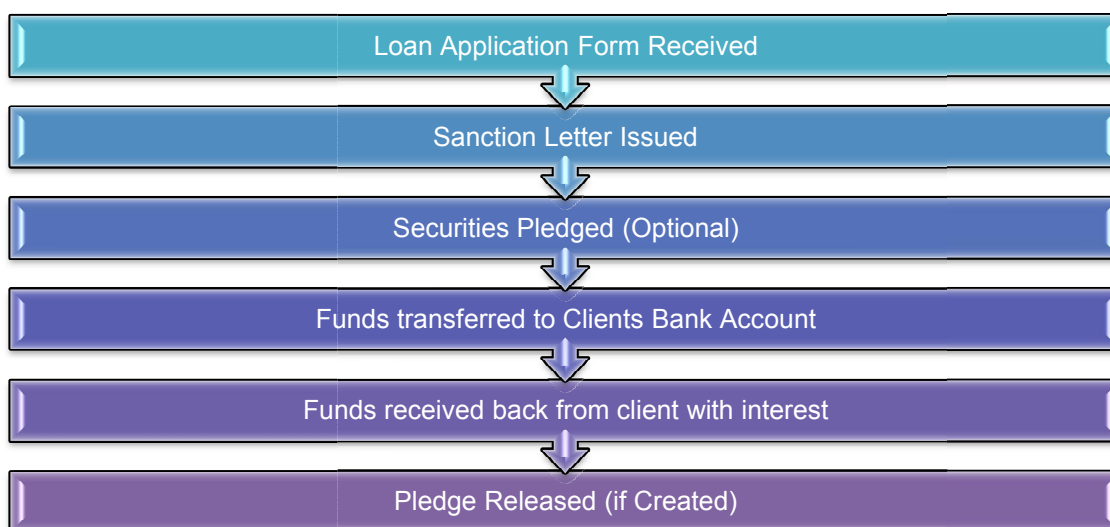 Loan Application Form Received
Sanction Letter Issued
Securities Pledged (Optional)
Funds transferred to Clients Bank Account
Funds received back from client with interest
Pledge Released (if Created)